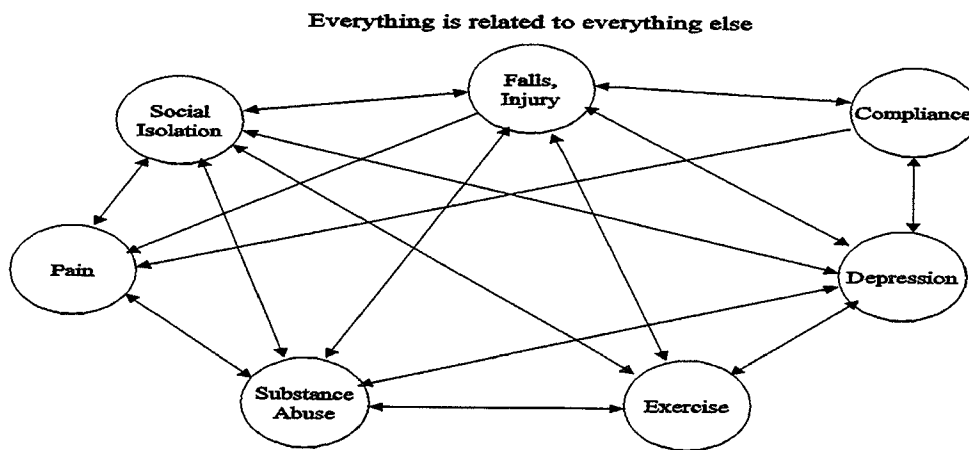 Everything is related to everything else
Falls,
Injury
Social
Isolation
Compliance
Pain
Depression
Substance
Abuse
Exercise